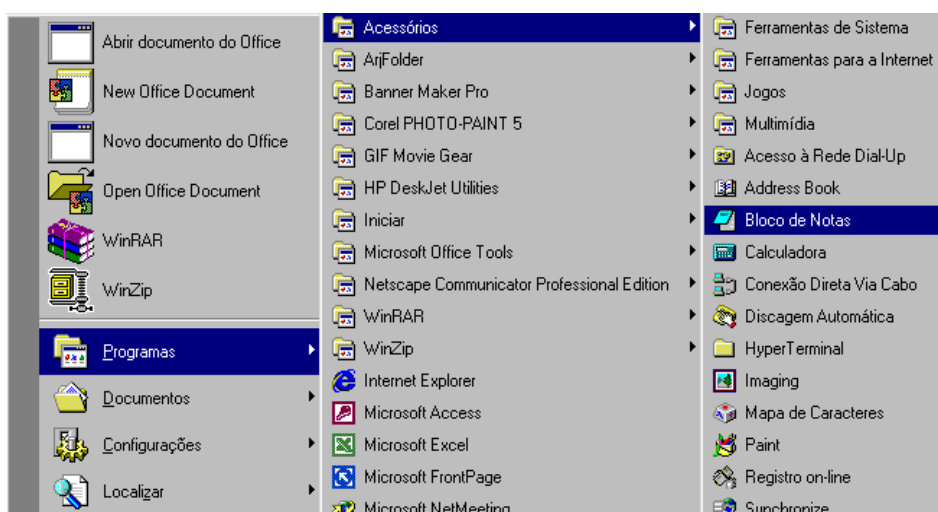 Abrir documento do Office
New Office Document
Novo documento do Office
Open Office Document
WinRAR
WinZip
Programas
Documentos
Configurações
Localizar
Acessórios
ArjFolder
Banner Maker Pro
Corel PHOTO-PAINT 5
GIF Movie Gear
HP DeskJet Utilities
Iniciar
Microsoft Office Tools
Netscape Communicator Professional Edition
WinRAR
WinZip
Internet Explorer
Microsoft Access
Microsoft Excel
Microsoft FrontPage
Microsoft NetMeeting
Ferramentas de Sistema
Ferramentas para a Internet
Jogos
Multimídia
Acesso à Rede Dial-Up
Address Book
Bloco de Notas
Calculadora
Conexão Direta Via Cabo
Discagem Automática
HyperTerminal
Imaging
Mapa de Caracteres
Paint
Registro on-line
Synchronize